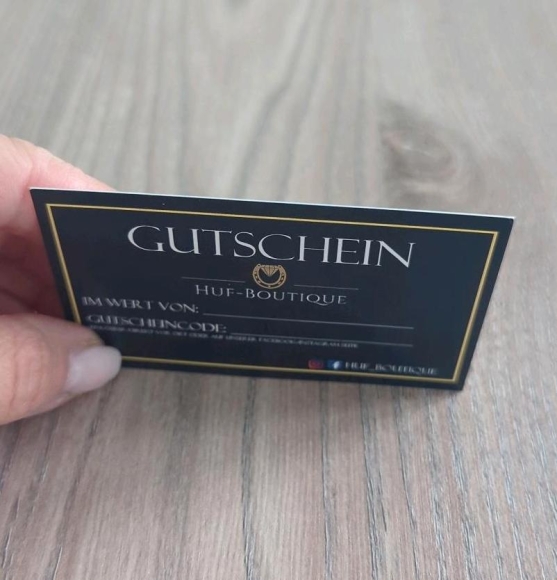 GUTSCHEIN
HUF-BOUTIQUE
IM WERT VON:
GUTSCHEINCODE:
HUF_BOUTIQUE